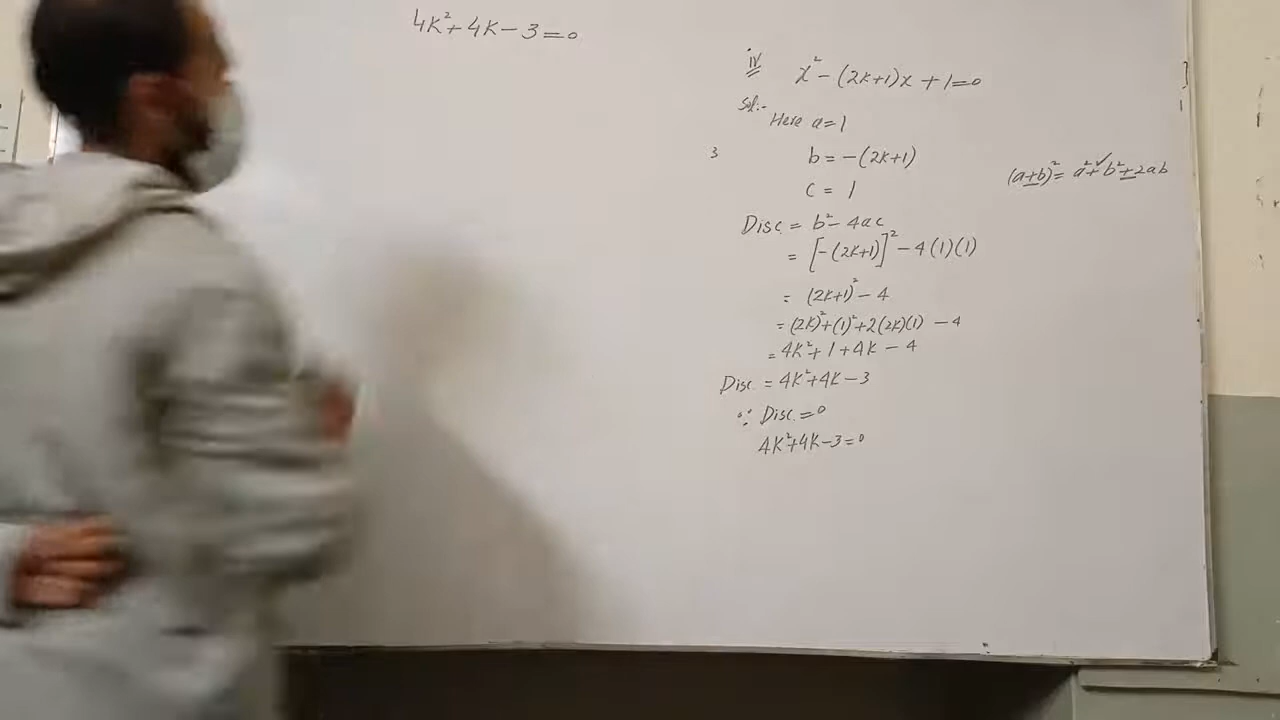 4K²+4K-3=0
iv x²-(2K+1)x+1=0
Sol:-
Here a=1
3
b=-(2K+1)
c=1
(a+b)²=a²+b²+2ab
Disc. = b²-4ac
= [-(2K+1)]²-4(1)(1)
= (2K+1)²-4
= (2K)²+(1)²+2(2K)(1)-4
= 4K²+1+4K-4
Disc. = 4K²+4K-3
∵ Disc.=0
4K²+4K-3=0